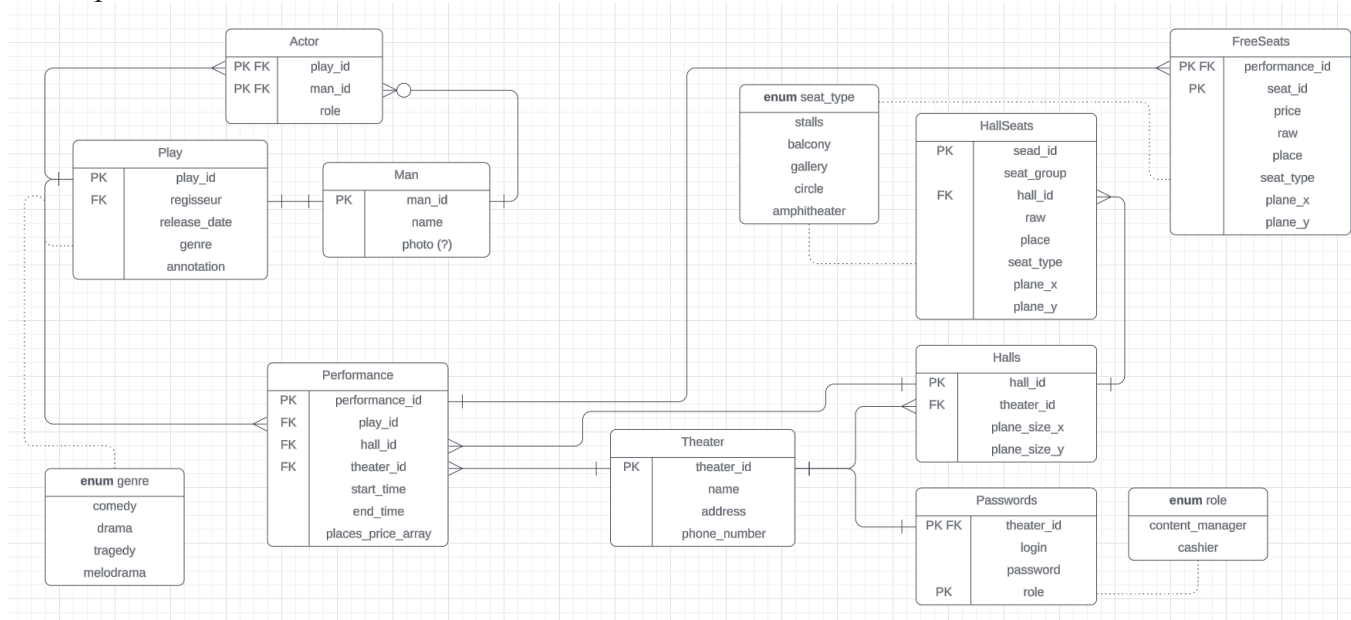 Actor
PK FK play_id
PK FK man_id
role
Play
PK play_id
FK regisseur
release_date
genre
annotation
Man
PK man_id
name
photo (?)
enum seat_type
stalls
balcony
gallery
circle
amphitheater
HallSeats
PK sead_id
seat_group
FK hall_id
raw
place
seat_type
plane_x
plane_y
FreeSeats
PK FK performance_id
PK seat_id
price
raw
place
seat_type
plane_x
plane_y
Performance
PK performance_id
FK play_id
FK hall_id
FK theater_id
start_time
end_time
places_price_array
Halls
PK hall_id
FK theater_id
plane_size_x
plane_size_y
Theater
PK theater_id
name
address
phone_number
enum genre
comedy
drama
tragedy
melodrama
Passwords
PK FK theater_id
login
password
PK role
enum role
content_manager
cashier